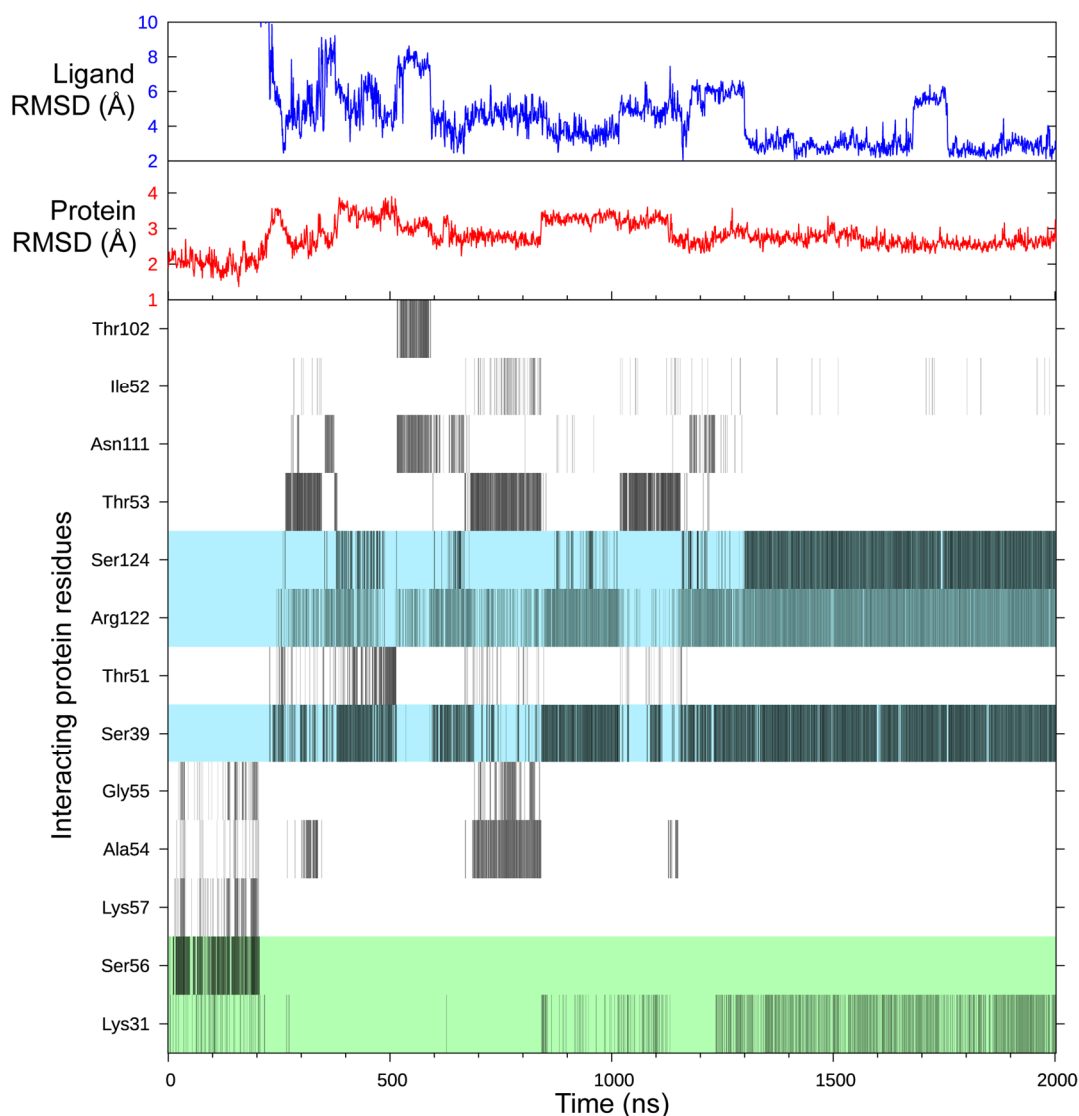 10
8
Ligand
RMSD (Å)
6
4
2
4
Protein
RMSD (Å)
3
2
1
Thr102
Ile52
Asn111
Thr53
Ser124
Arg122
Thr51
Ser39
Gly55
Ala54
Lys57
Ser56
Lys31
Interacting protein residues
0 500 1000 1500 2000
Time (ns)